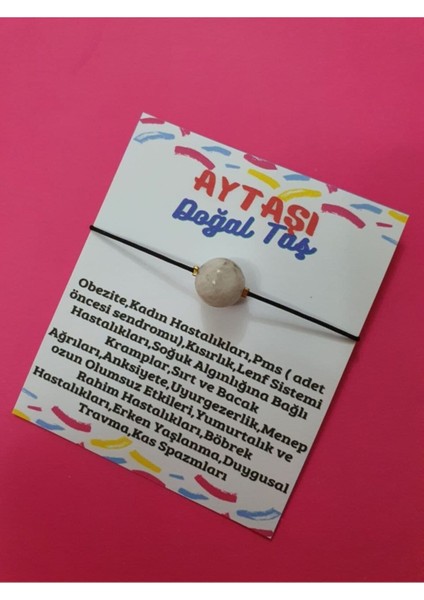 AYTAŞI
Doğal Taş
Obezite,Kadın Hastalıkları,Pms ( adet
öncesi sendromu),Kısırlık,Lenf Sistemi
Hastalıkları,Soğuk Algınlığına Bağlı
Kramplar,Sırt ve Bacak
Ağrıları,Anksiyete,Uyurgezerlik,Menep
ozun Olumsuz Etkileri,Yumurtalık ve
Rahim Hastalıkları,Böbrek
Hastalıkları,Erken Yaşlanma,Duygusal
Travma,Kas Spazmları